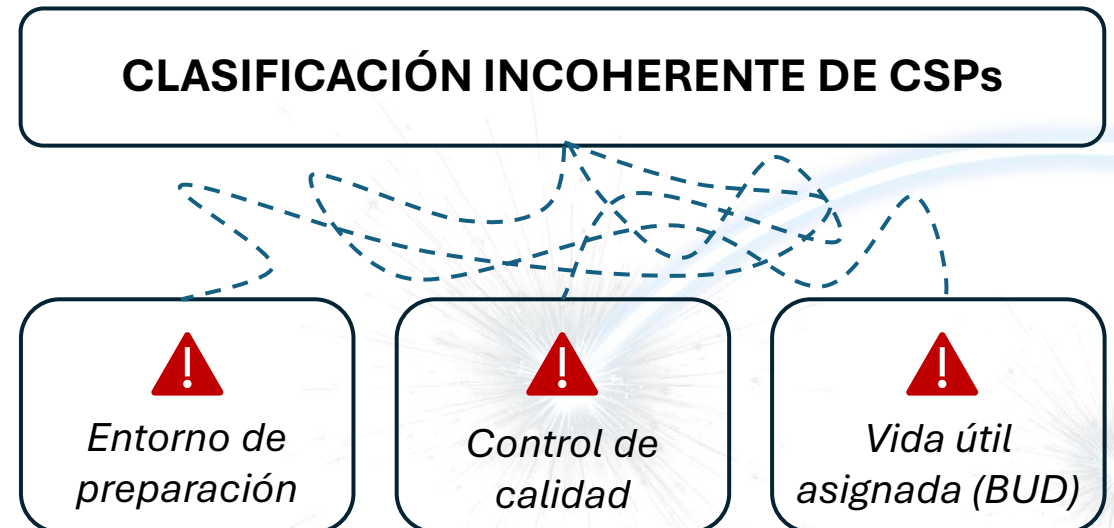 CLASIFICACIÓN INCOHERENTE DE CSPs
Entorno de
preparación
Control de
calidad
Vida útil
asignada (BUD)